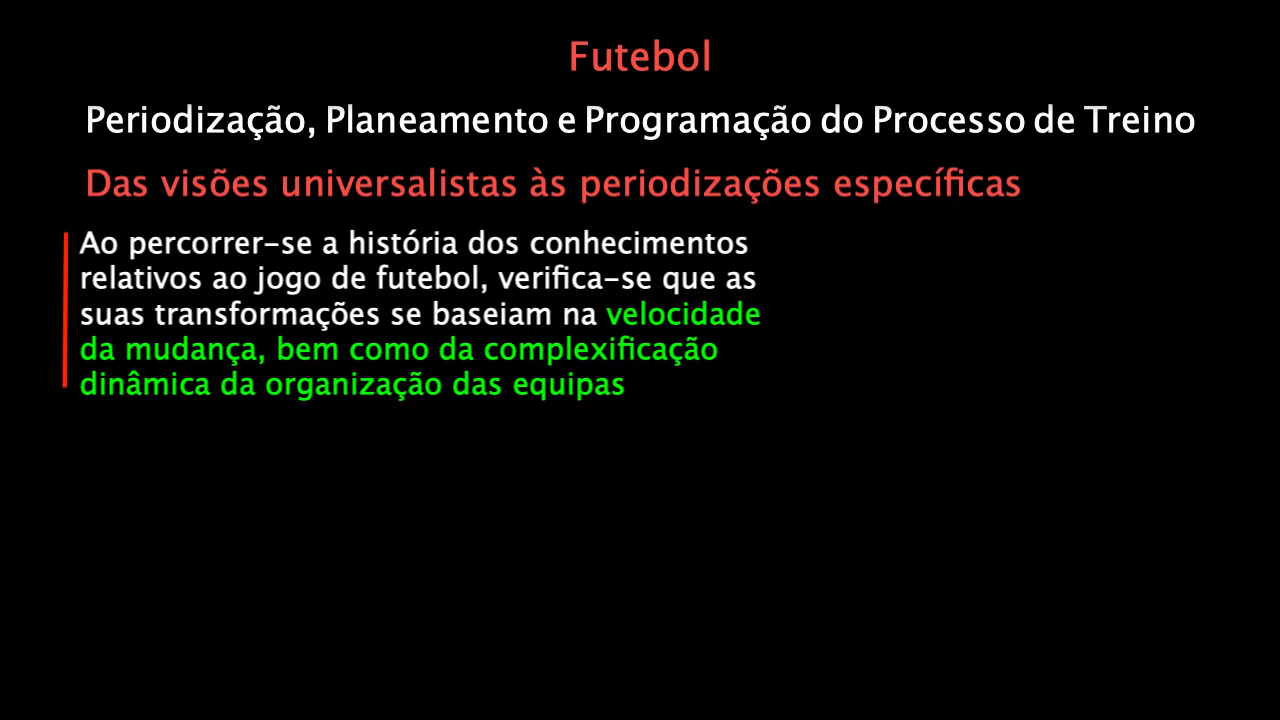 Futebol
Periodização, Planeamento e Programação do Processo de Treino
Das visões universalistas às periodizações específicas
Ao percorrer-se a história dos conhecimentos
relativos ao jogo de futebol, verifica-se que as
suas transformações se baseiam na velocidade
da mudança, bem como da complexificação
dinâmica da organização das equipas